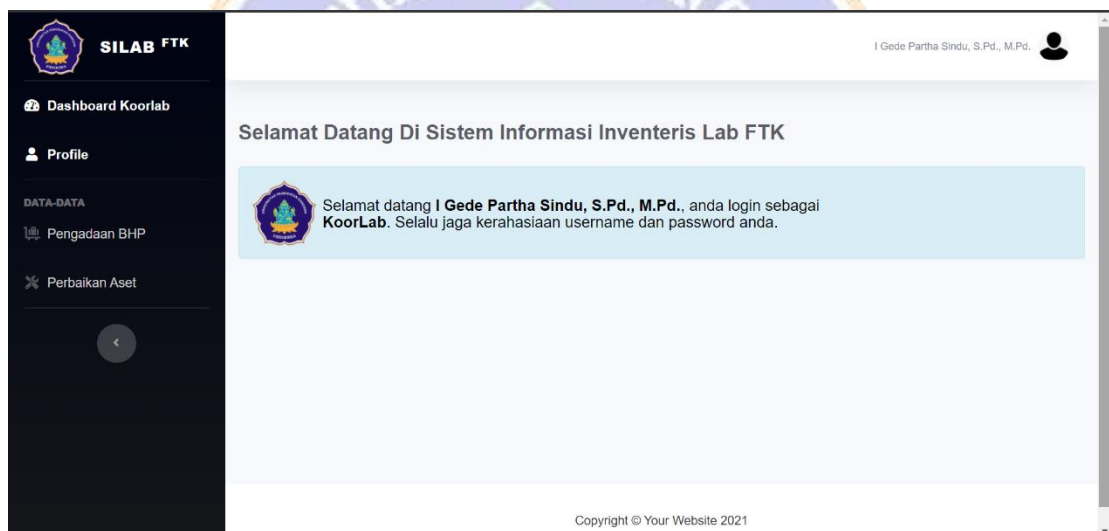 SILAB FTK
I Gede Partha Sindu, S.Pd., M.Pd.
Dashboard Koorlab
Profile
DATA-DATA
Pengadaan BHP
Perbaikan Aset
Selamat Datang Di Sistem Informasi Inventeris Lab FTK
Selamat datang I Gede Partha Sindu, S.Pd., M.Pd., anda login sebagai
KoorLab. Selalu jaga kerahasiaan username dan password anda.
Copyright © Your Website 2021